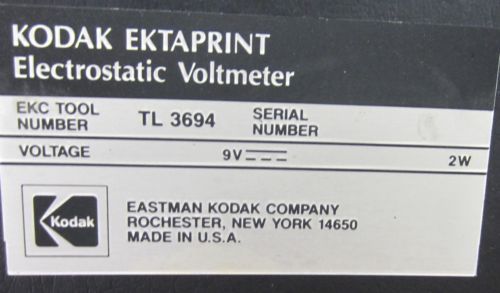 KODAK EKTAPRINT
Electrostatic Voltmeter
EKC TOOL NUMBER TL 3694 SERIAL NUMBER
VOLTAGE 9V⎓ 2W
Kodak
EASTMAN KODAK COMPANY
ROCHESTER, NEW YORK 14650
MADE IN U.S.A.